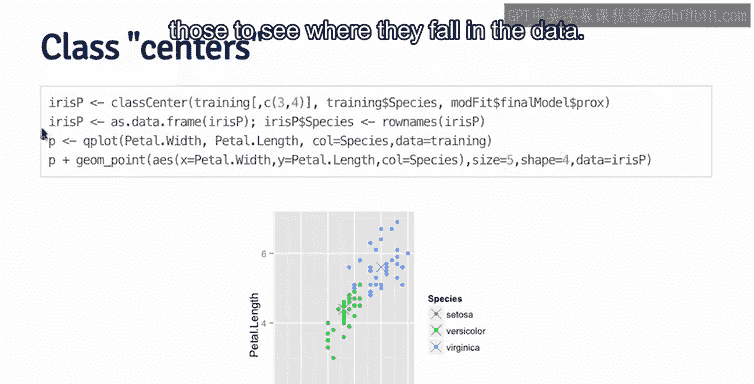 those to see where they fall in the data.
Class "centers"
irisP <- classCenter(training[,c(3,4)], training$Species, modFit$finalModel$prox)
irisP <- as.data.frame(irisP); irisP$Species <- rownames(irisP)
p <- qplot(Petal.Width, Petal.Length, col=Species,data=training)
p + geom_point(aes(x=Petal.Width,y=Petal.Length,col=Species),size=5,shape=4,data=irisP)
6
4
Petal.Length
Species
setosa
versicolor
virginica